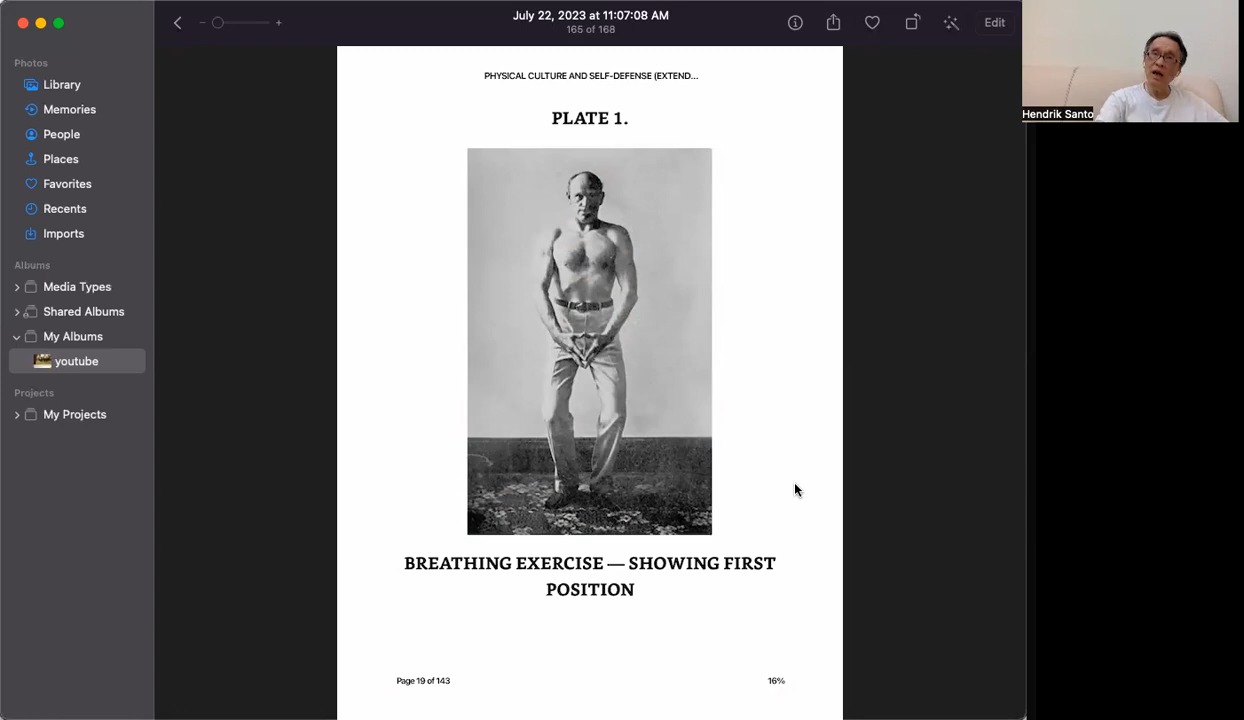 July 22, 2023 at 11:07:08 AM
165 of 168
Edit
Photos
Library
Memories
People
Places
Favorites
Recents
Imports
Albums
Media Types
Shared Albums
My Albums
youtube
Projects
My Projects
PHYSICAL CULTURE AND SELF-DEFENSE (EXTEND...
PLATE 1.
BREATHING EXERCISE — SHOWING FIRST
POSITION
Page 19 of 143
16%
Hendrik Santo